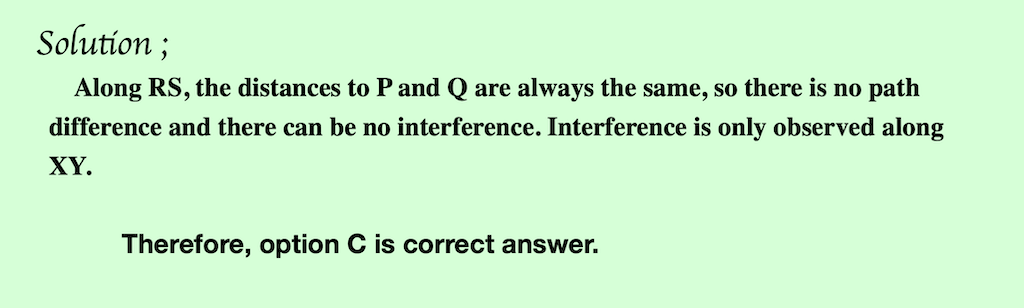 Solution ;
Along RS, the distances to P and Q are always the same, so there is no path
difference and there can be no interference. Interference is only observed along
XY.
Therefore, option C is correct answer.